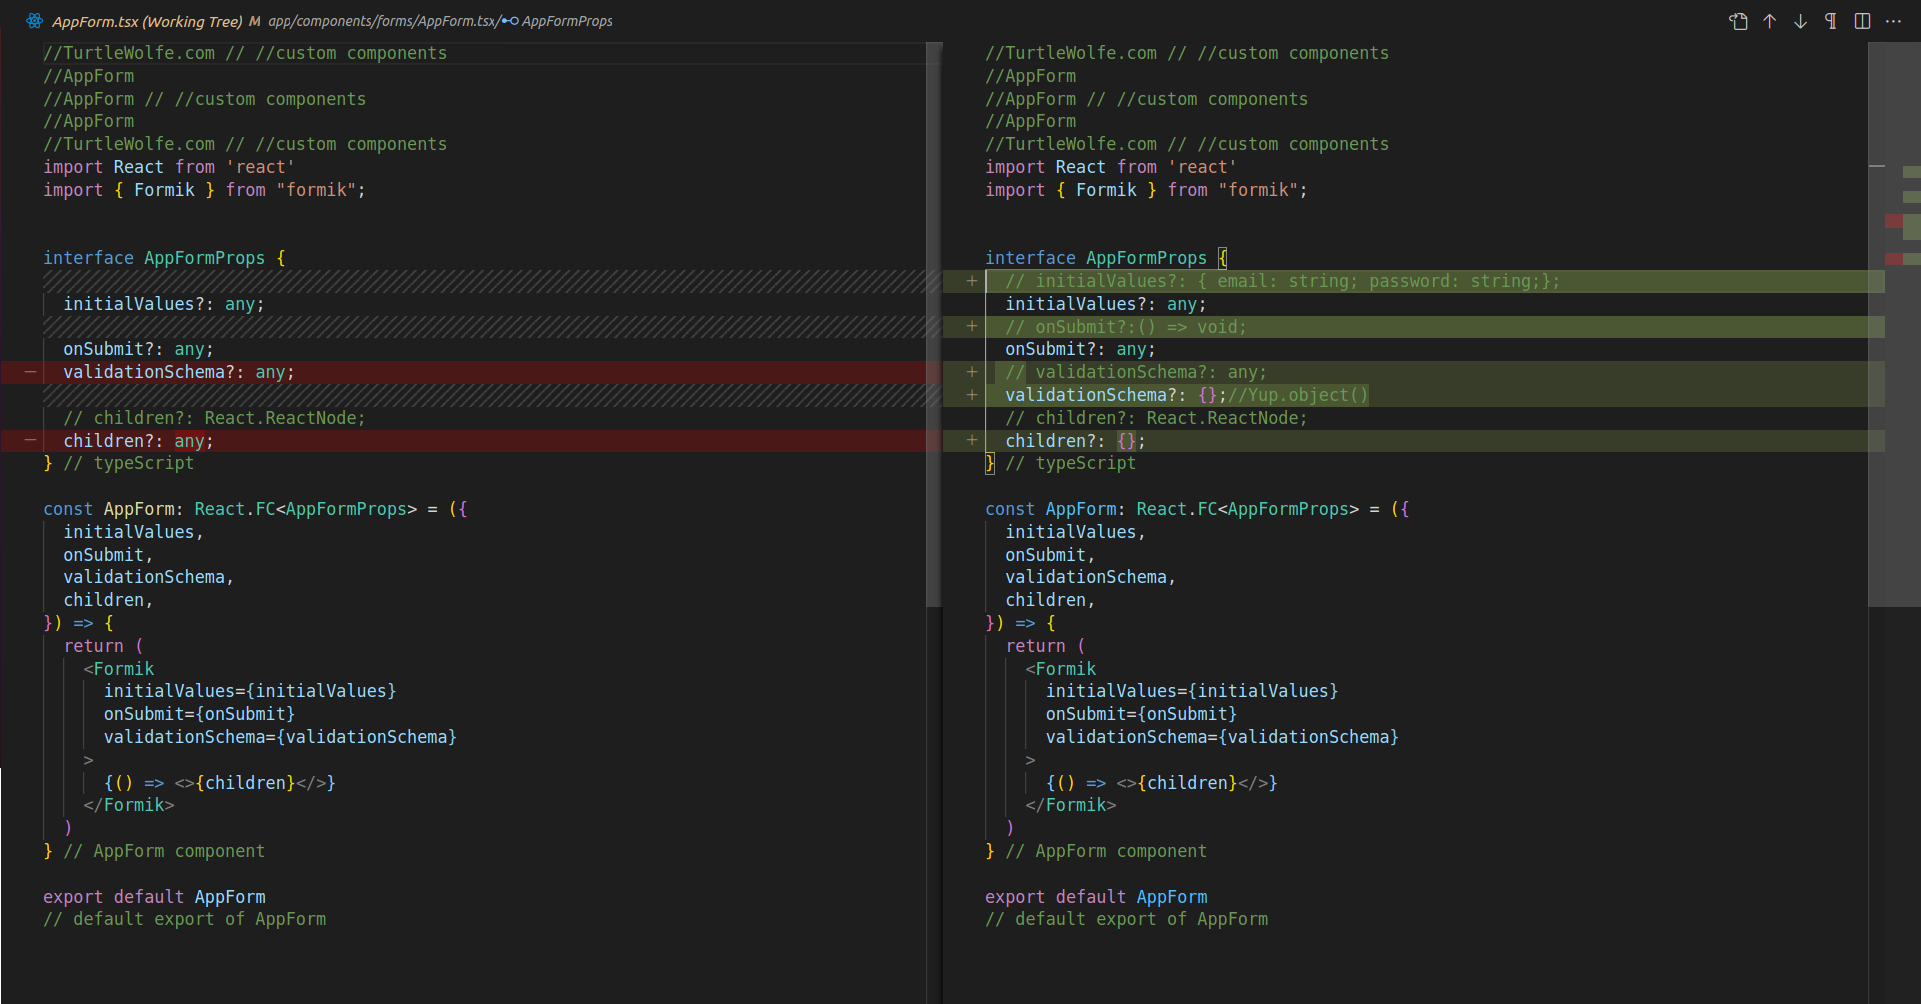 AppForm.tsx (Working Tree) M app/components/forms/AppForm.tsx/ AppFormProps
//TurtleWolfe.com // //custom components
//AppForm
//AppForm // //custom components
//AppForm
//TurtleWolfe.com // //custom components
import React from 'react'
import { Formik } from "formik";
interface AppFormProps {
initialValues?: any;
onSubmit?: any;
− validationSchema?: any;
// children?: React.ReactNode;
− children?: any;
} // typeScript
const AppForm: React.FC<AppFormProps> = ({
initialValues,
onSubmit,
validationSchema,
children,
}) => {
return (
<Formik
initialValues={initialValues}
onSubmit={onSubmit}
validationSchema={validationSchema}
>
{() => <>{children}</>}
</Formik>
)
} // AppForm component
export default AppForm
// default export of AppForm
//TurtleWolfe.com // //custom components
//AppForm
//AppForm // //custom components
//AppForm
//TurtleWolfe.com // //custom components
import React from 'react'
import { Formik } from "formik";
interface AppFormProps {
+ // initialValues?: { email: string; password: string;};
initialValues?: any;
+ // onSubmit?:() => void;
onSubmit?: any;
+ // validationSchema?: any;
+ validationSchema?: {};//Yup.object()
// children?: React.ReactNode;
+ children?: {};
} // typeScript
const AppForm: React.FC<AppFormProps> = ({
initialValues,
onSubmit,
validationSchema,
children,
}) => {
return (
<Formik
initialValues={initialValues}
onSubmit={onSubmit}
validationSchema={validationSchema}
>
{() => <>{children}</>}
</Formik>
)
} // AppForm component
export default AppForm
// default export of AppForm